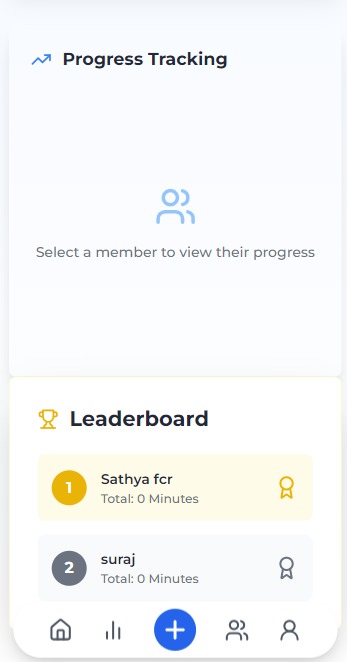 Progress Tracking
Select a member to view their progress
Leaderboard
1
Sathya fcr
Total: 0 Minutes
2
suraj
Total: 0 Minutes